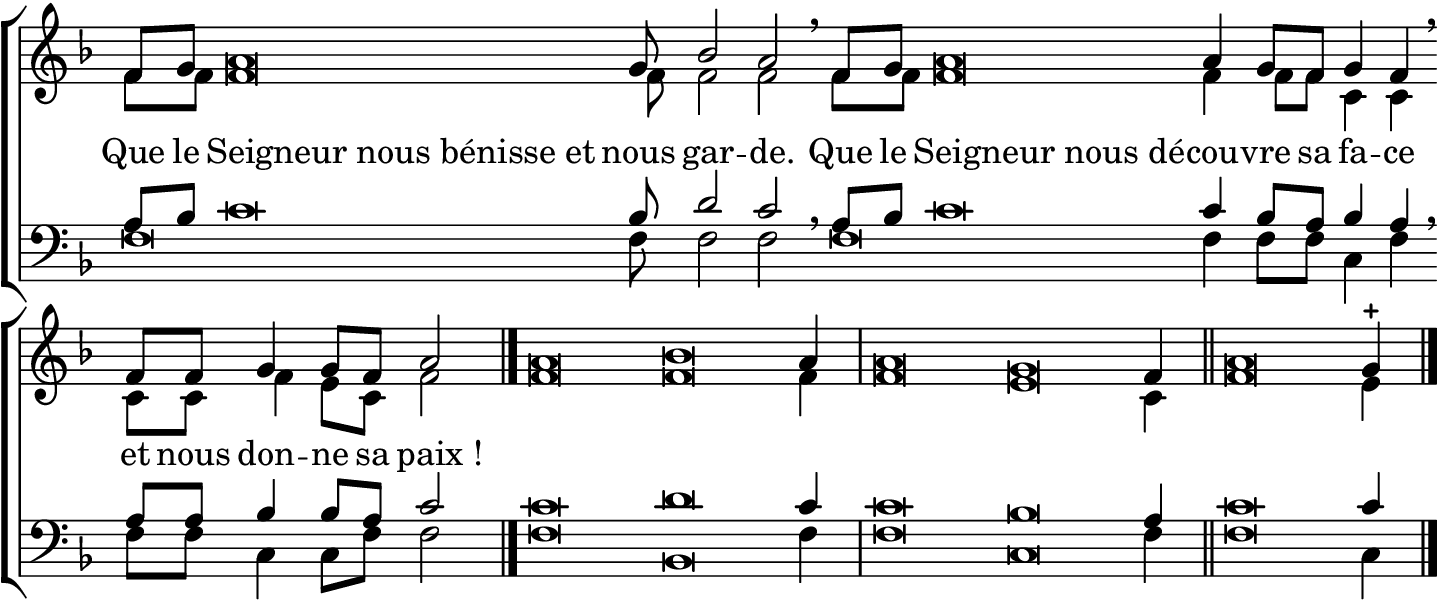 Que le Seigneur nous bénisse et nous gar - de. Que le Seigneur nous découvre sa fa - ce
et nous don - ne sa paix !